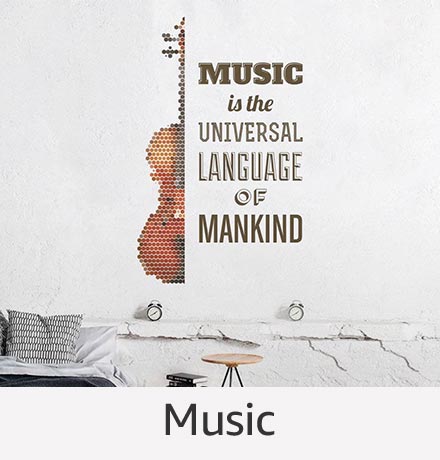 MUSIC
is the
UNIVERSAL
LANGUAGE
OF
MANKIND
Music